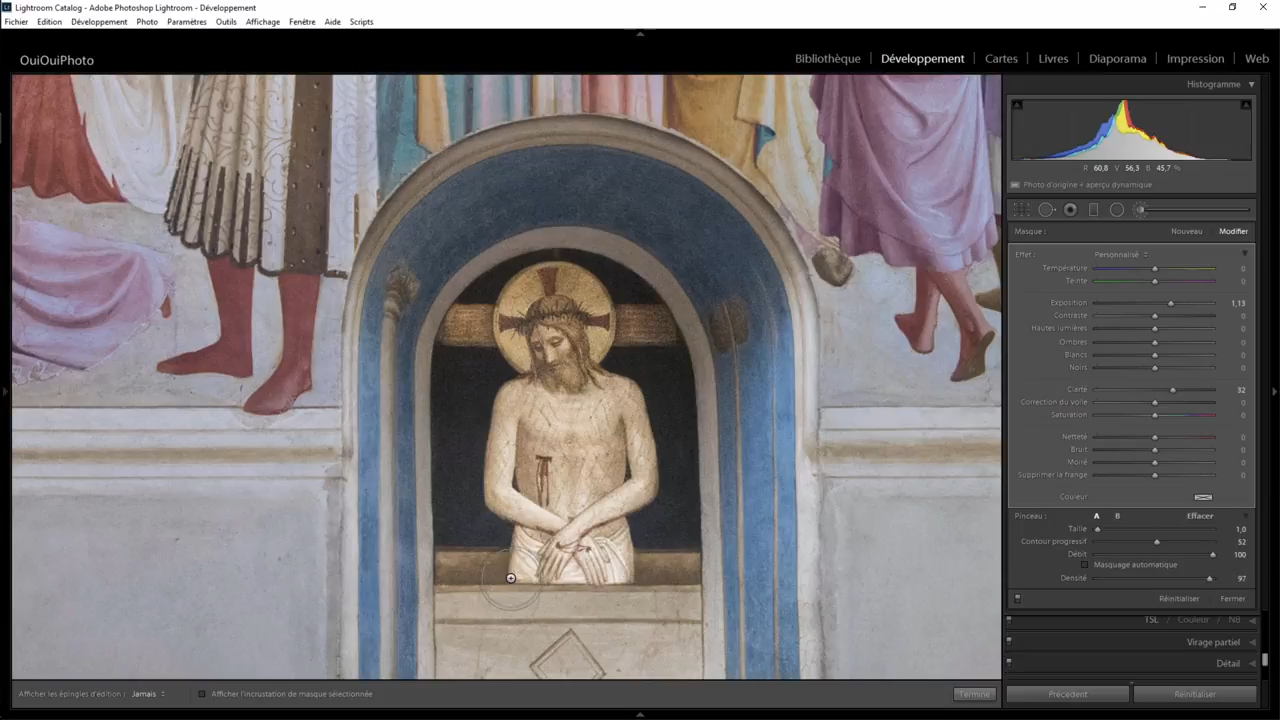 Lightroom Catalog - Adobe Photoshop Lightroom - Développement
Fichier Edition Développement Photo Paramètres Outils Affichage Fenêtre Aide Scripts
OuiOuiPhoto
Bibliothèque | Développement | Cartes | Livres | Diaporama | Impression | Web
Histogramme
R 60,8 V 56,3 B 45,7 %
Photo d'origine + aperçu dynamique
Masque : Nouveau Modifier
Effet : Personnalisé
Température 0
Teinte 0
Exposition 1,13
Contraste 0
Hautes lumières 0
Ombres 0
Blancs 0
Noirs 0
Clarté 32
Correction du voile 0
Saturation 0
Netteté 0
Bruit 0
Moiré 0
Supprimer la frange 0
Couleur
Pinceau : A B Effacer
Taille 1,0
Contour progressif 52
Débit 100
Masquage automatique
Densité 97
Réinitialiser Fermer
TSL / Couleur / NB
Virage partiel
Détail
Afficher les épingles d'édition : Jamais Afficher l'incrustation de masque sélectionnée Terminé
Précédent Réinitialiser